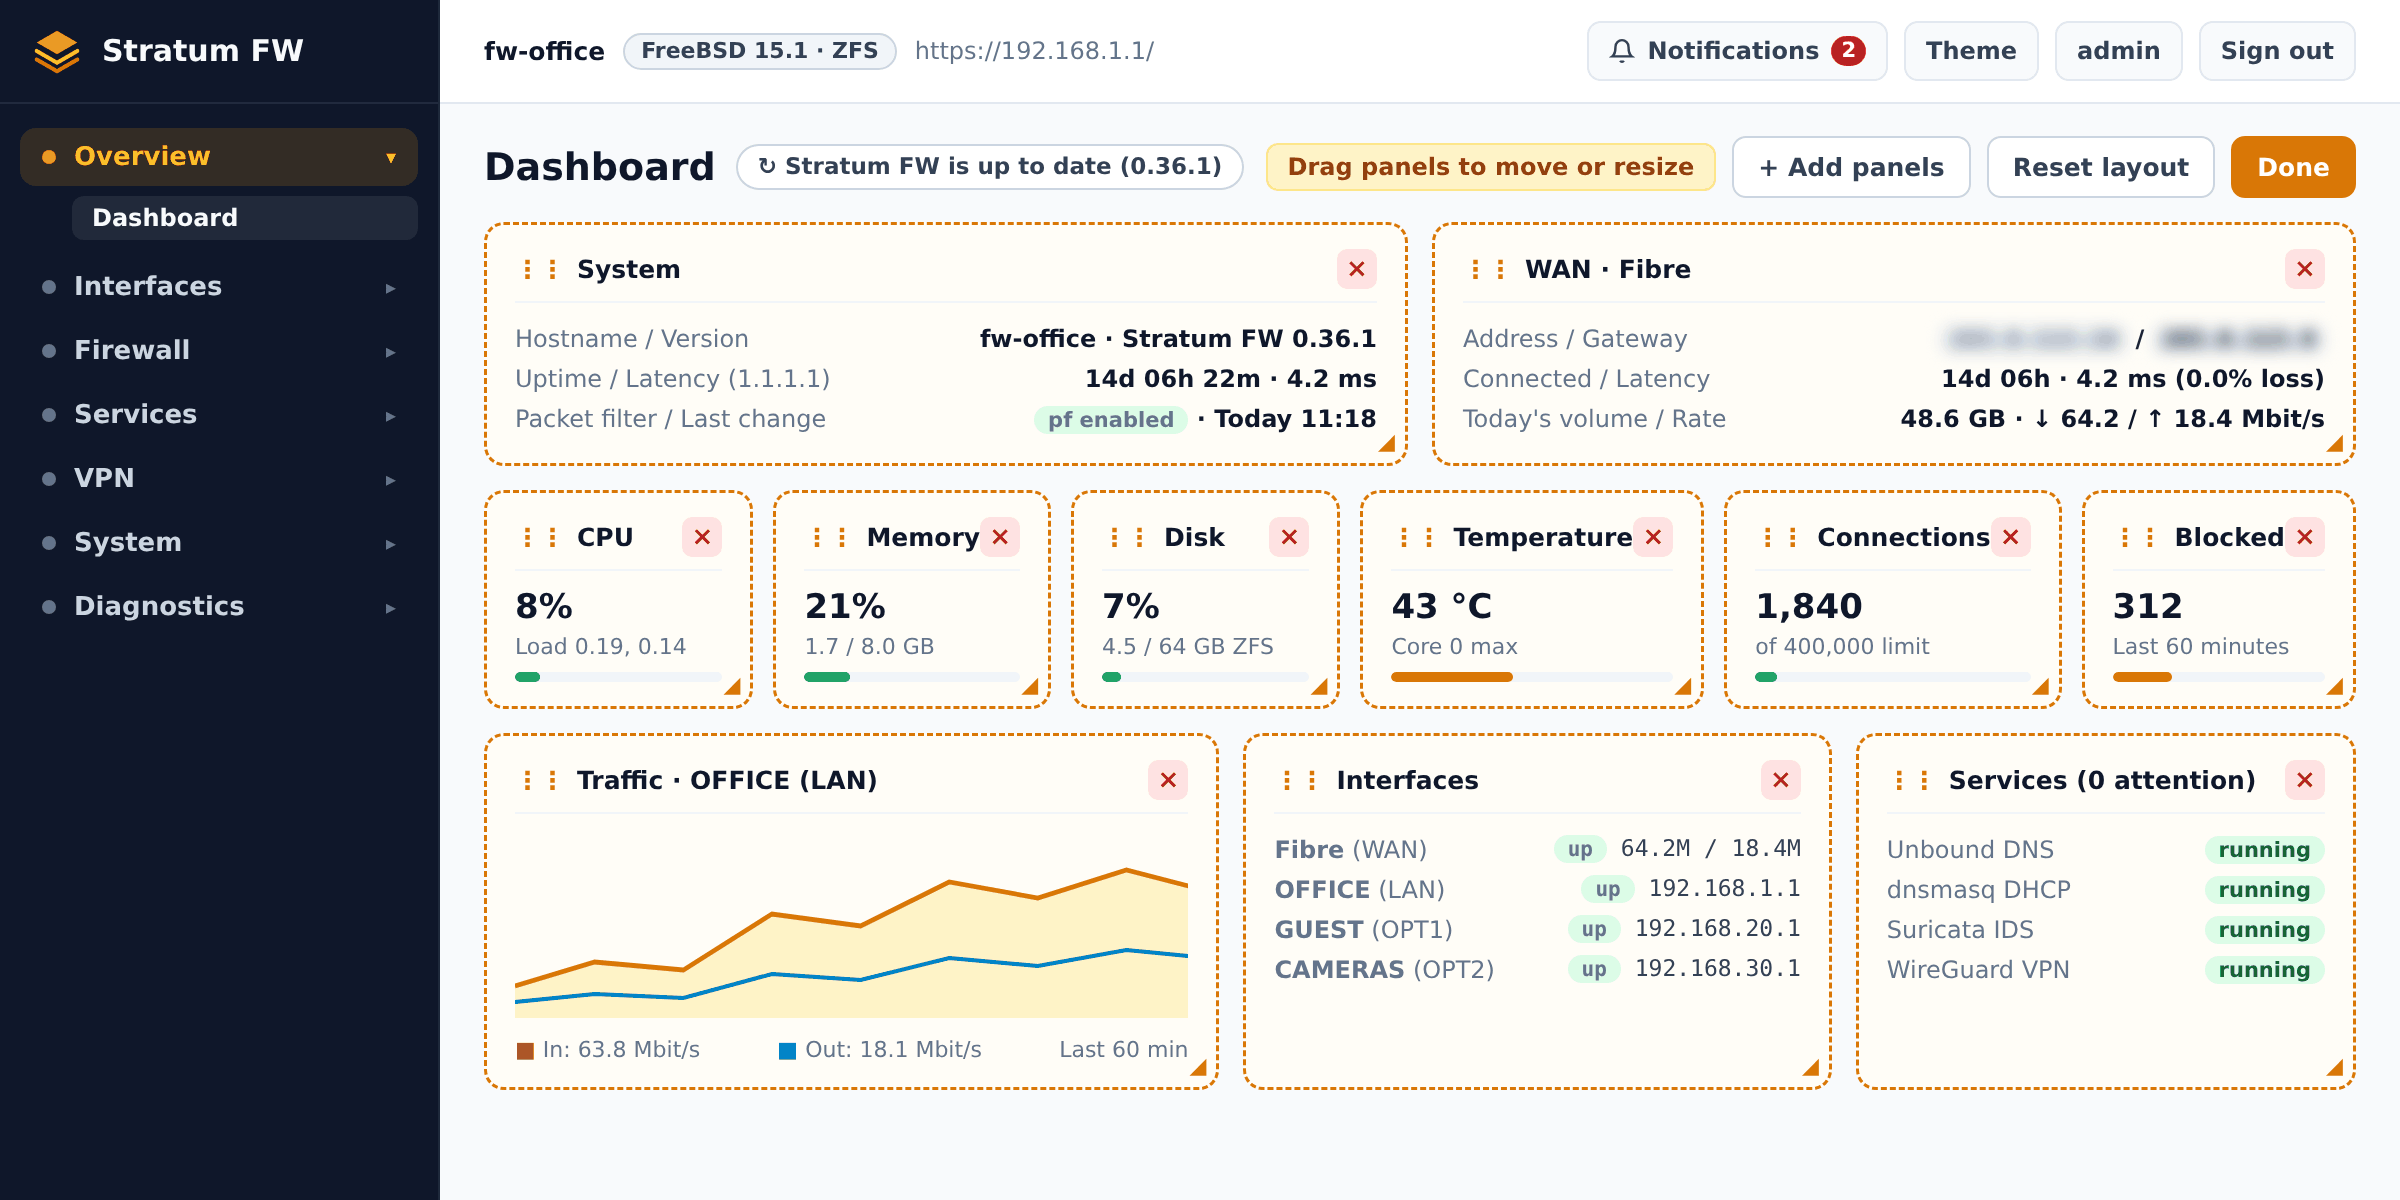 Stratum FW
fw-office
FreeBSD 15.1 · ZFS
https://192.168.1.1/
Notifications 2
Theme
admin
Sign out
Overview
Dashboard
Interfaces
Firewall
Services
VPN
System
Diagnostics
Dashboard
↻ Stratum FW is up to date (0.36.1)
Drag panels to move or resize
+ Add panels
Reset layout
Done
System
Hostname / Version fw-office · Stratum FW 0.36.1
Uptime / Latency (1.1.1.1) 14d 06h 22m · 4.2 ms
Packet filter / Last change pf enabled · Today 11:18
WAN · Fibre
Address / Gateway /
Connected / Latency 14d 06h · 4.2 ms (0.0% loss)
Today's volume / Rate 48.6 GB · ↓ 64.2 / ↑ 18.4 Mbit/s
CPU
8%
Load 0.19, 0.14
Memory
21%
1.7 / 8.0 GB
Disk
7%
4.5 / 64 GB ZFS
Temperature
43 °C
Core 0 max
Connections
1,840
of 400,000 limit
Blocked
312
Last 60 minutes
Traffic · OFFICE (LAN)
In: 63.8 Mbit/s
Out: 18.1 Mbit/s
Last 60 min
Interfaces
Fibre (WAN) up 64.2M / 18.4M
OFFICE (LAN) up 192.168.1.1
GUEST (OPT1) up 192.168.20.1
CAMERAS (OPT2) up 192.168.30.1
Services (0 attention)
Unbound DNS running
dnsmasq DHCP running
Suricata IDS running
WireGuard VPN running